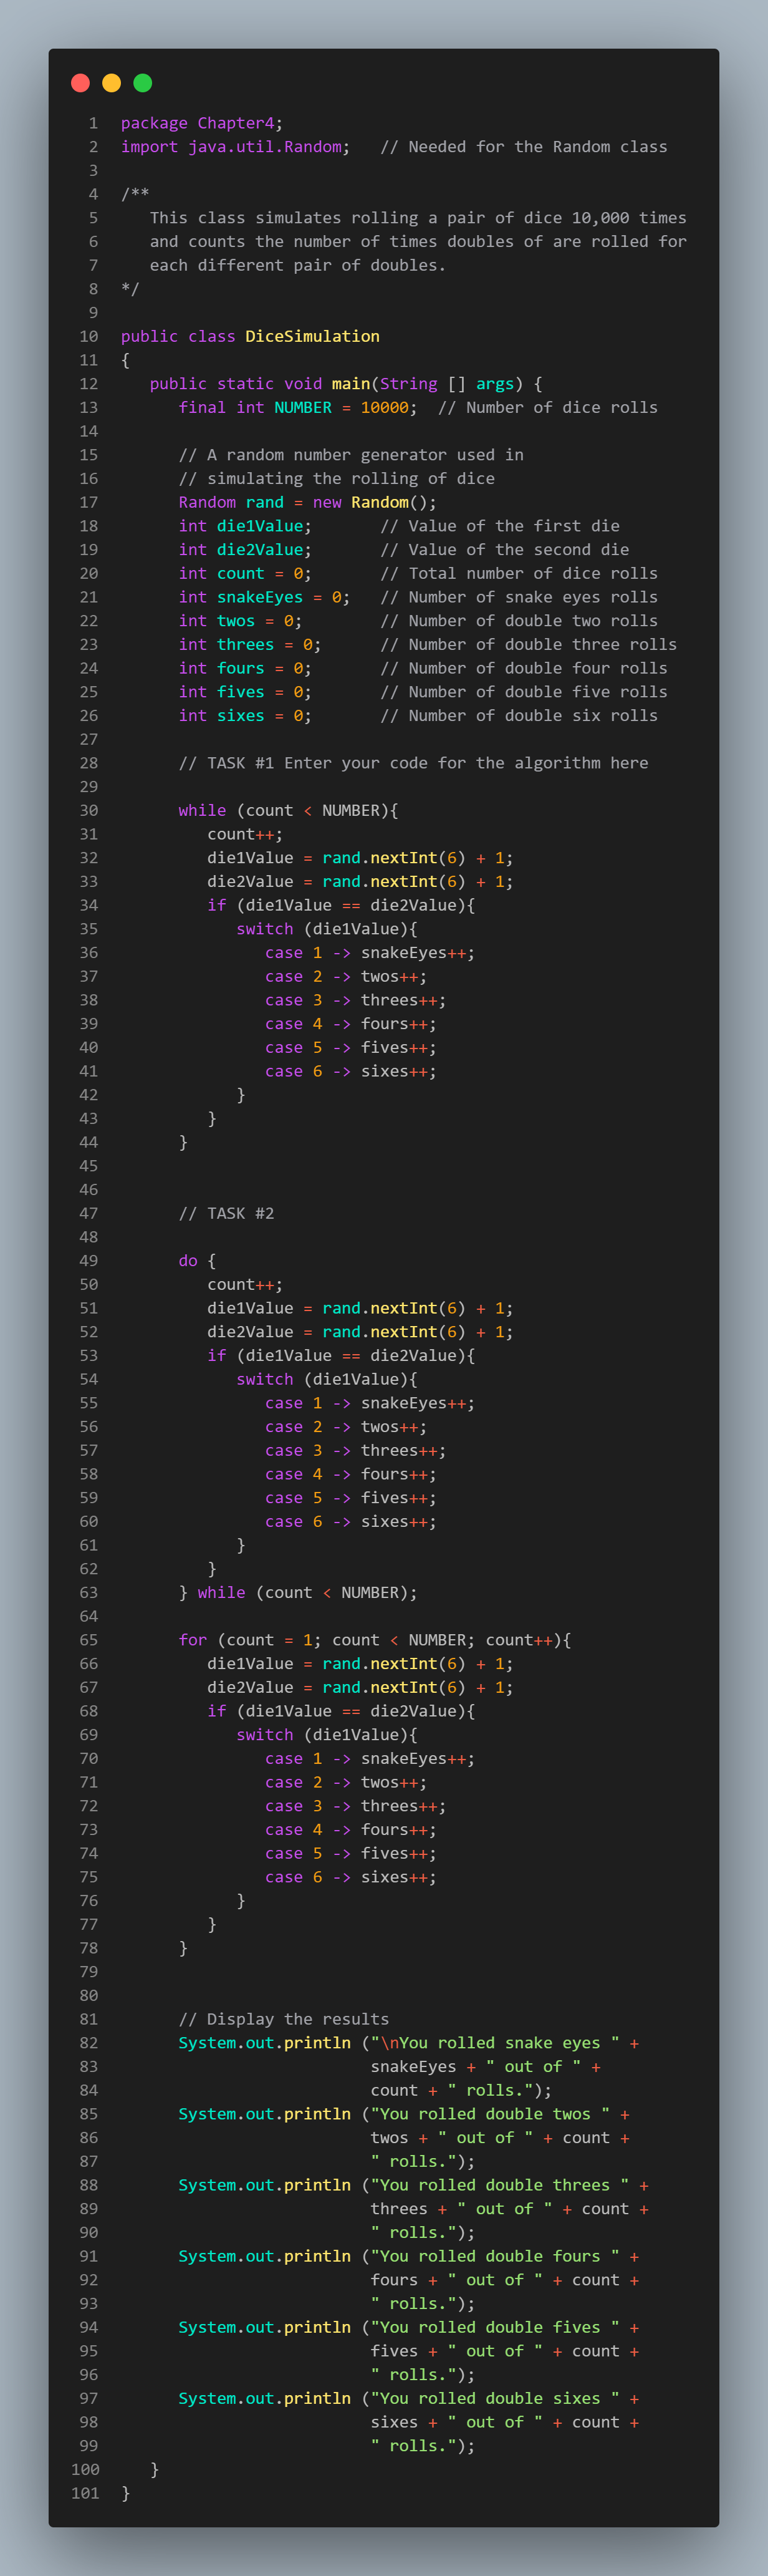 1 package Chapter4;
2 import java.util.Random;   // Needed for the Random class
3
4 /**
5    This class simulates rolling a pair of dice 10,000 times
6    and counts the number of times doubles of are rolled for
7    each different pair of doubles.
8 */
9
10 public class DiceSimulation
11 {
12    public static void main(String [] args) {
13       final int NUMBER = 10000;  // Number of dice rolls
14
15       // A random number generator used in
16       // simulating the rolling of dice
17       Random rand = new Random();
18       int die1Value;       // Value of the first die
19       int die2Value;       // Value of the second die
20       int count = 0;       // Total number of dice rolls
21       int snakeEyes = 0;   // Number of snake eyes rolls
22       int twos = 0;        // Number of double two rolls
23       int threes = 0;      // Number of double three rolls
24       int fours = 0;       // Number of double four rolls
25       int fives = 0;       // Number of double five rolls
26       int sixes = 0;       // Number of double six rolls
27
28       // TASK #1 Enter your code for the algorithm here
29
30       while (count < NUMBER){
31          count++;
32          die1Value = rand.nextInt(6) + 1;
33          die2Value = rand.nextInt(6) + 1;
34          if (die1Value == die2Value){
35             switch (die1Value){
36                case 1 -> snakeEyes++;
37                case 2 -> twos++;
38                case 3 -> threes++;
39                case 4 -> fours++;
40                case 5 -> fives++;
41                case 6 -> sixes++;
42             }
43          }
44       }
45
46
47       // TASK #2
48
49       do {
50          count++;
51          die1Value = rand.nextInt(6) + 1;
52          die2Value = rand.nextInt(6) + 1;
53          if (die1Value == die2Value){
54             switch (die1Value){
55                case 1 -> snakeEyes++;
56                case 2 -> twos++;
57                case 3 -> threes++;
58                case 4 -> fours++;
59                case 5 -> fives++;
60                case 6 -> sixes++;
61             }
62          }
63       } while (count < NUMBER);
64
65       for (count = 1; count < NUMBER; count++){
66          die1Value = rand.nextInt(6) + 1;
67          die2Value = rand.nextInt(6) + 1;
68          if (die1Value == die2Value){
69             switch (die1Value){
70                case 1 -> snakeEyes++;
71                case 2 -> twos++;
72                case 3 -> threes++;
73                case 4 -> fours++;
74                case 5 -> fives++;
75                case 6 -> sixes++;
76             }
77          }
78       }
79
80
81       // Display the results
82       System.out.println ("\nYou rolled snake eyes " +
83                           snakeEyes + " out of " +
84                           count + " rolls.");
85       System.out.println ("You rolled double twos " +
86                           twos + " out of " + count +
87                           " rolls.");
88       System.out.println ("You rolled double threes " +
89                           threes + " out of " + count +
90                           " rolls.");
91       System.out.println ("You rolled double fours " +
92                           fours + " out of " + count +
93                           " rolls.");
94       System.out.println ("You rolled double fives " +
95                           fives + " out of " + count +
96                           " rolls.");
97       System.out.println ("You rolled double sixes " +
98                           sixes + " out of " + count +
99                           " rolls.");
100    }
101 }